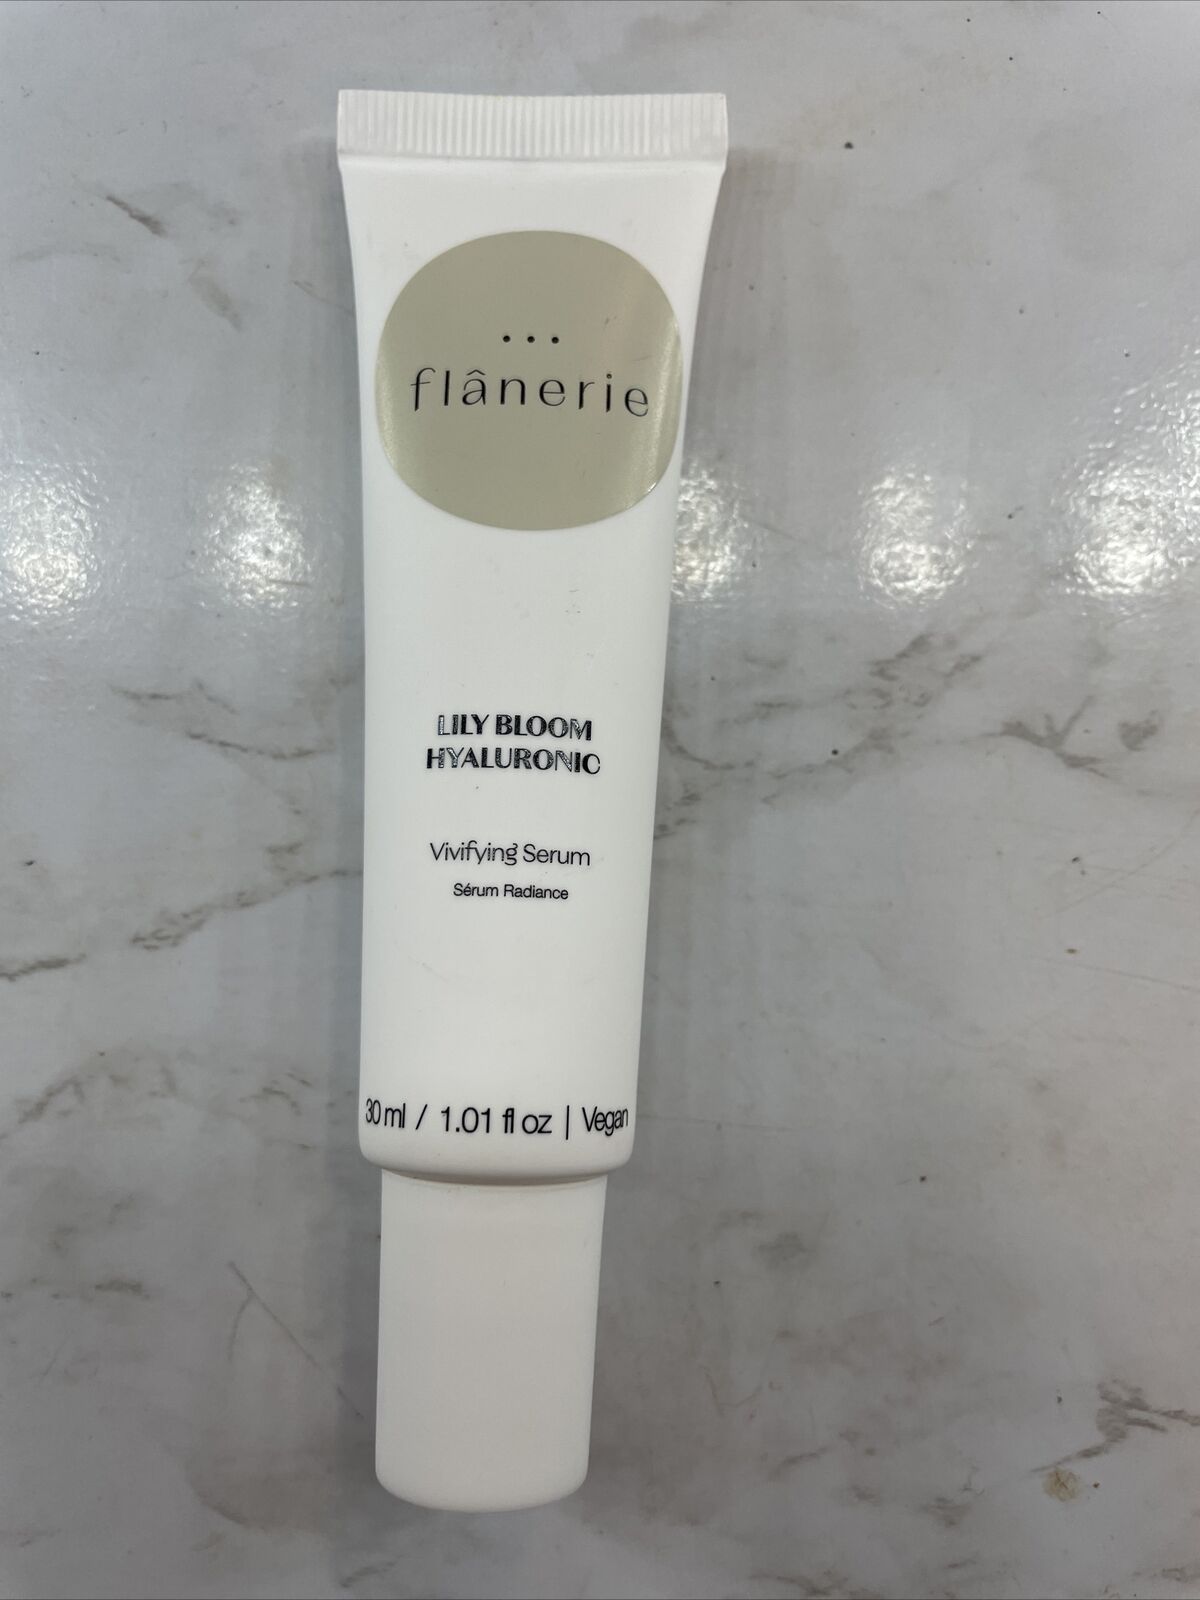 flânerie
LILY BLOOM
HYALURONIC
Vivifying Serum
Sérum Radiance
30 ml / 1.01 fl oz | Vegan